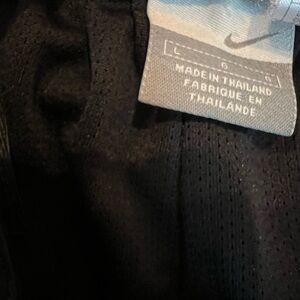 L G G
MADE IN THAILAND
FABRIQUE EN
THAILANDE